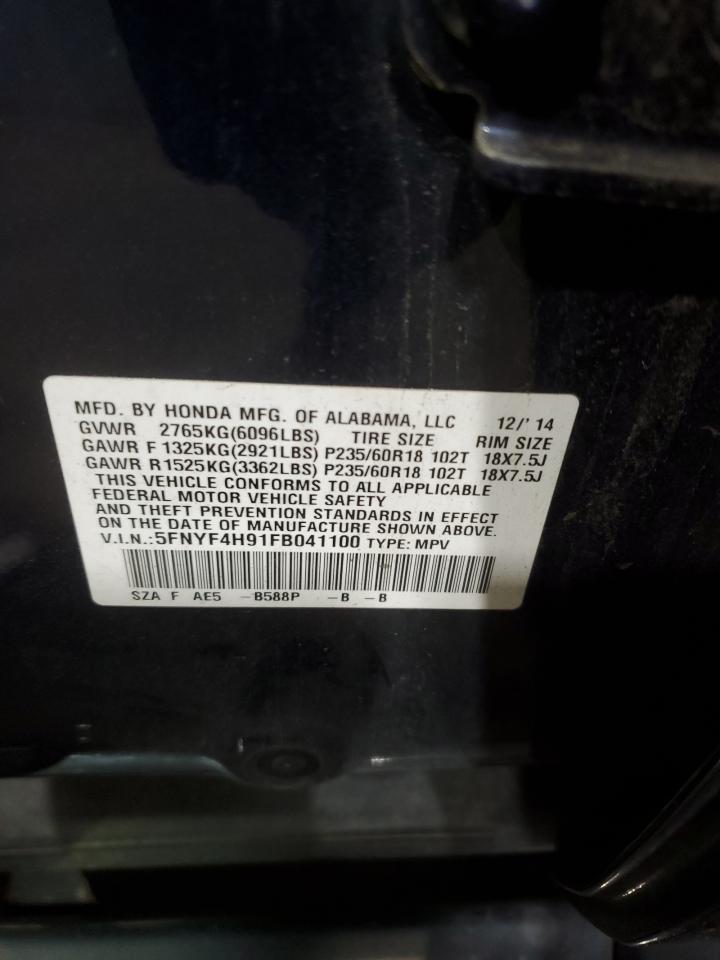 MFD. BY HONDA MFG. OF ALABAMA, LLC 12/' 14
GVWR 2765KG(6096LBS) TIRE SIZE RIM SIZE
GAWR F 1325KG(2921LBS) P235/60R18 102T 18X7.5J
GAWR R1525KG(3362LBS) P235/60R18 102T 18X7.5J
THIS VEHICLE CONFORMS TO ALL APPLICABLE
FEDERAL MOTOR VEHICLE SAFETY
AND THEFT PREVENTION STANDARDS IN EFFECT
ON THE DATE OF MANUFACTURE SHOWN ABOVE.
V.I.N.:5FNYF4H91FB041100 TYPE: MPV
SZA F AE5 -B588P -B -B